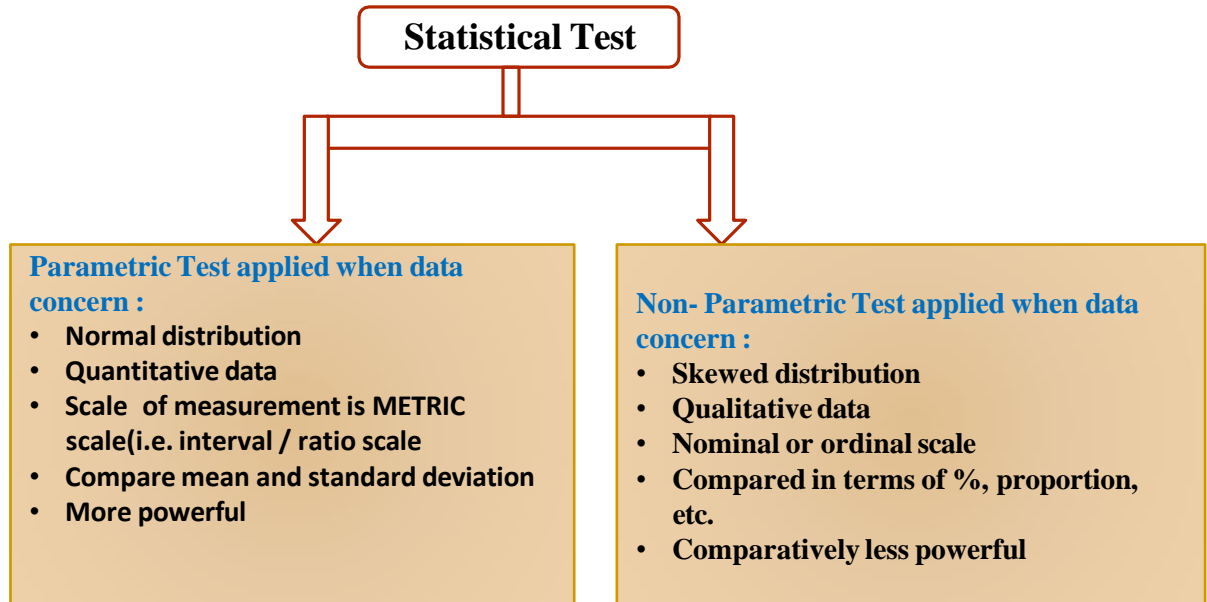 Statistical Test
Parametric Test applied when data
concern :
• Normal distribution
• Quantitative data
• Scale of measurement is METRIC
scale(i.e. interval / ratio scale
• Compare mean and standard deviation
• More powerful
Non- Parametric Test applied when data
concern :
• Skewed distribution
• Qualitative data
• Nominal or ordinal scale
• Compared in terms of %, proportion,
etc.
• Comparatively less powerful